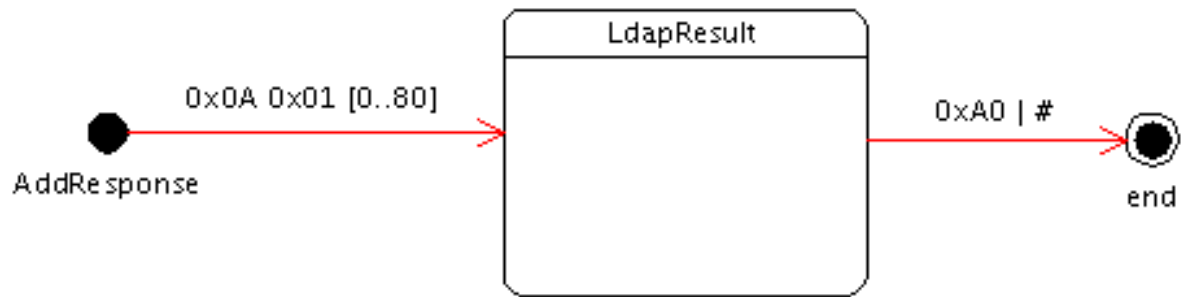 LdapResult
0x0A 0x01 [0..80]
0xA0 | #
AddResponse
end